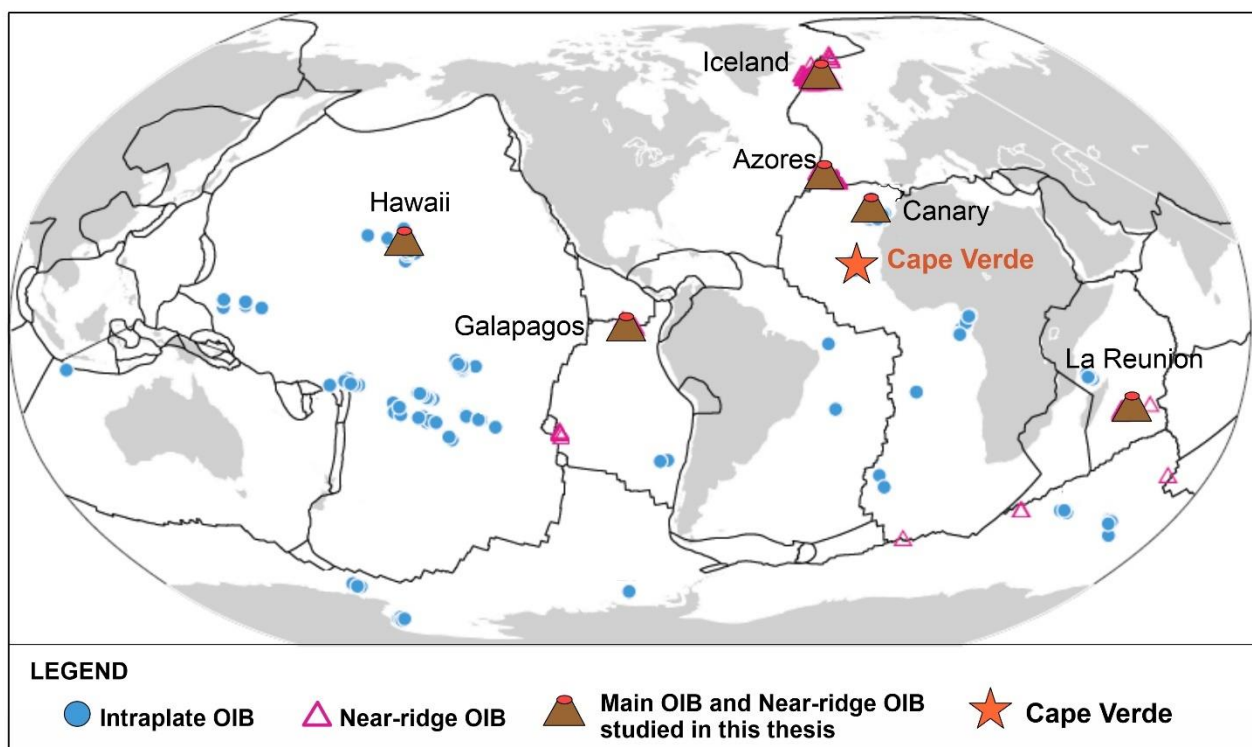 Iceland
Azores
Hawaii
Canary
Cape Verde
Galapagos
La Reunion
LEGEND
Intraplate OIB
Near-ridge OIB
Main OIB and Near-ridge OIB
studied in this thesis
Cape Verde